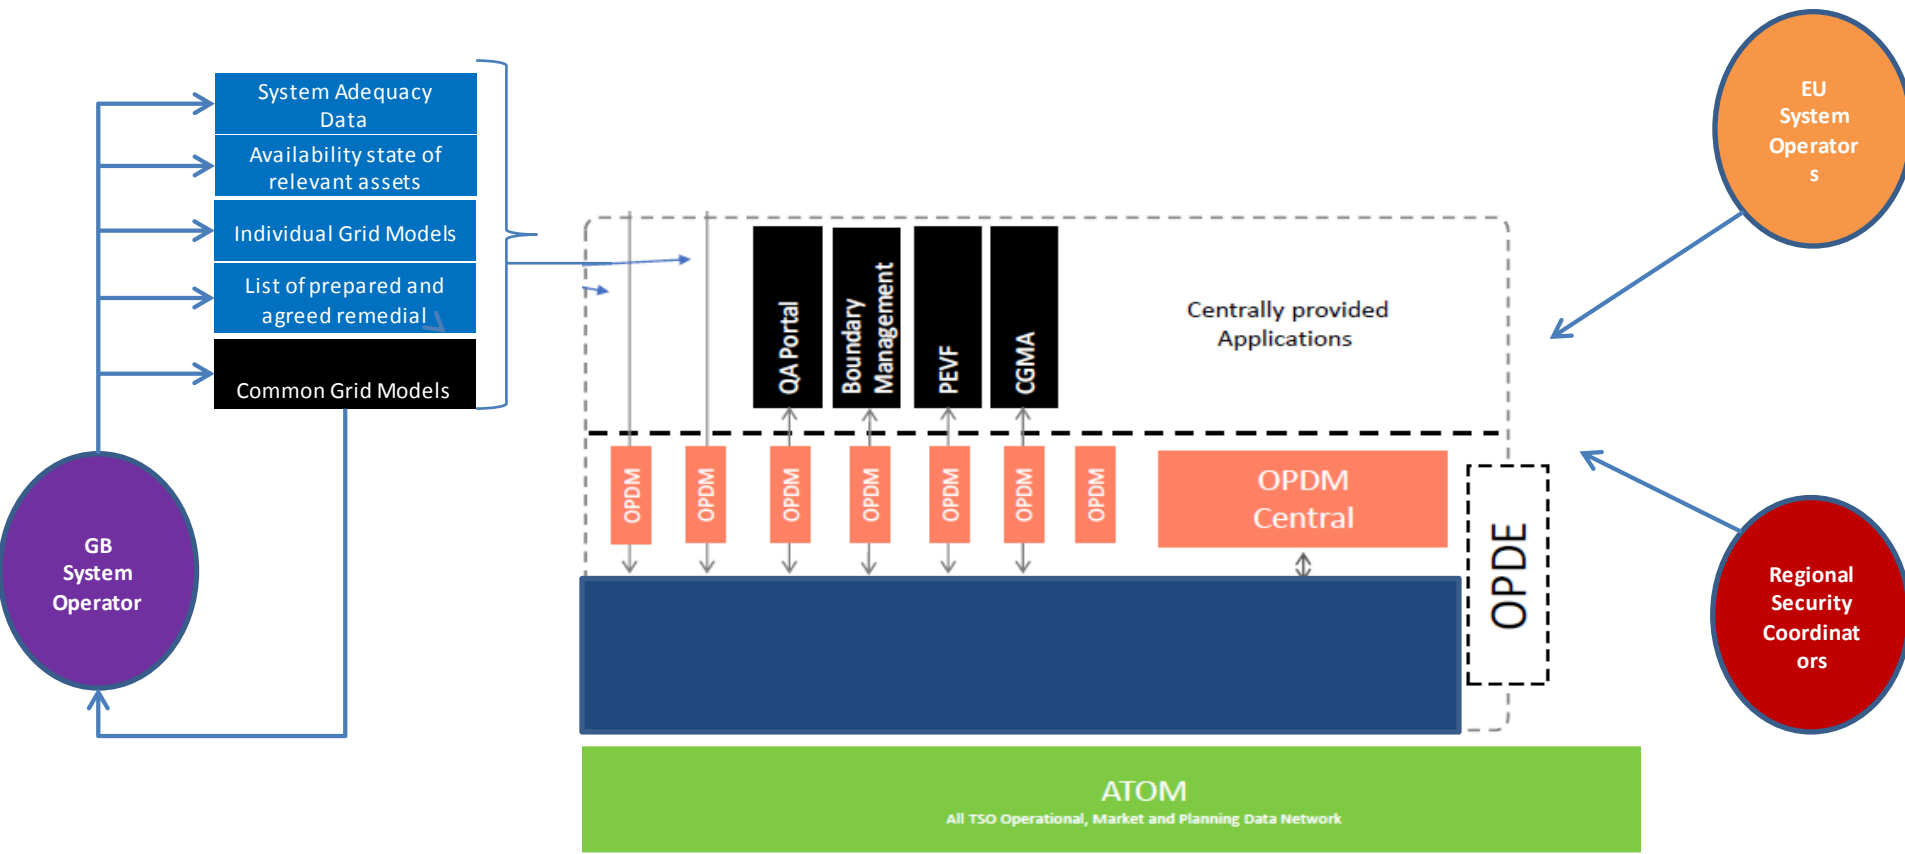 System Adequacy
Data
Availability state of
relevant assets
Individual Grid Models
List of prepared and
agreed remedial
Common Grid Models
GB
System
Operator
QA Portal
Boundary
Management
PEVF
CGMA
Centrally provided
Applications
OPDM
OPDM
OPDM
OPDM
OPDM
OPDM
OPDM
OPDM
Central
OPDE
ATOM
All TSO Operational, Market and Planning Data Network
EU
System
Operator
s
Regional
Security
Coordinat
ors